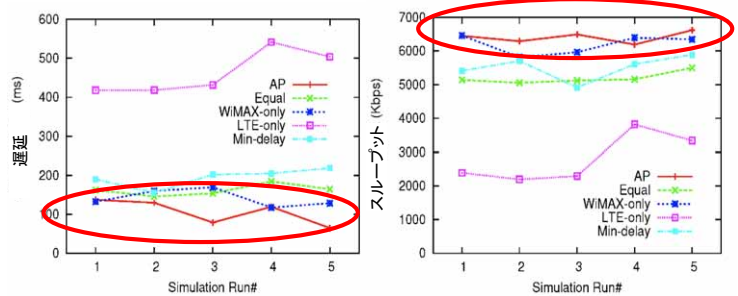 600
500
400
300
200
100
0
遅延 (ms)
AP
Equal
WiMAX-only
LTE-only
Min-delay
1 2 3 4 5
Simulation Run#
7000
6000
5000
4000
3000
2000
1000
0
スループット (Kbps)
AP
Equal
WiMAX-only
LTE-only
Min-delay
1 2 3 4 5
Simulation Run#